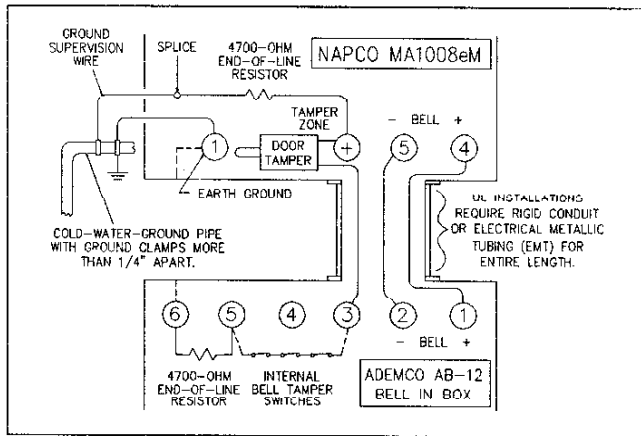 GROUND
SUPERVISION
WIRE
SPLICE
4700-OHM
END-OF-LINE
RESISTOR
NAPCO MA1008eM
TAMPER
ZONE
- BELL +
1
DOOR
TAMPER
+
5
4
EARTH GROUND
COLD-WATER-GROUND PIPE
WITH GROUND CLAMPS MORE
THAN 1/4" APART.
UL INSTALLATIONS
REQUIRE RIGID CONDUIT
OR ELECTRICAL METALLIC
TUBING (EMT) FOR
ENTIRE LENGTH.
6
5
4
3
2
1
- BELL +
4700-OHM
END-OF-LINE
RESISTOR
INTERNAL
BELL TAMPER
SWITCHES
ADEMCO AB-12
BELL IN BOX